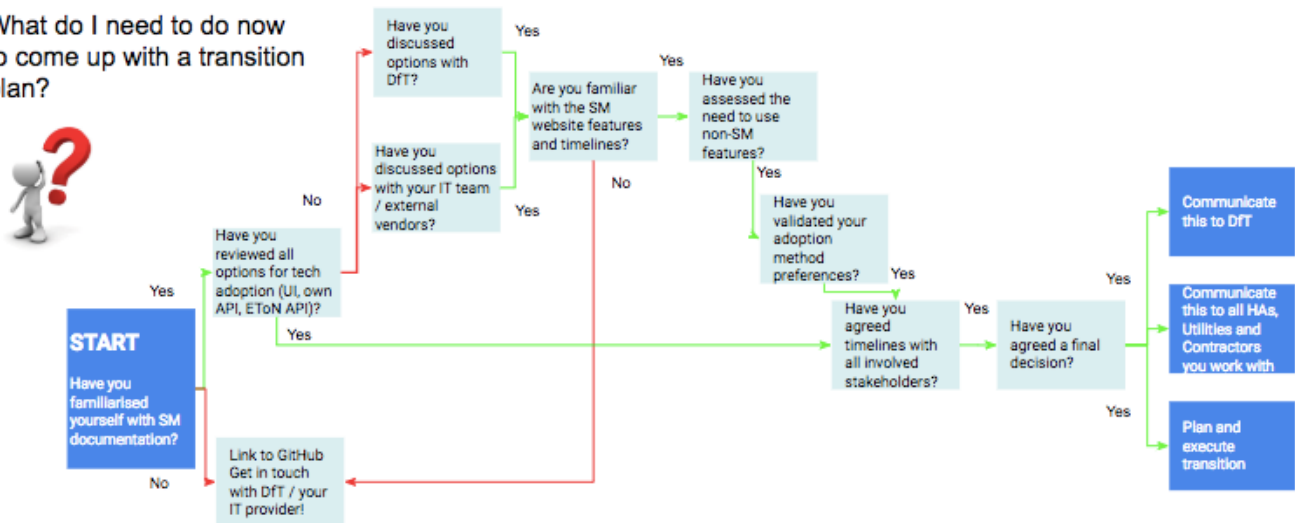 What do I need to do now
to come up with a transition
plan?
Have you
discussed
options with
DfT?
Yes
Have you
discussed options
with your IT team
/ external
vendors?
Yes
No
Are you familiar
with the SM
website features
and timelines?
Yes
No
Have you
assessed the
need to use
non-SM
features?
Yes
Have you
validated your
adoption
method
preferences?
Yes
Have you
reviewed all
options for tech
adoption (UI, own
API, EToN API)?
Yes
Yes
START
Have you
familiarised
yourself with SM
documentation?
No
Link to GitHub
Get in touch
with DfT / your
IT provider!
Have you
agreed
timelines with
all involved
stakeholders?
Yes
Have you
agreed a final
decision?
Yes
Yes
Communicate
this to DfT
Communicate
this to all HAs,
Utilities and
Contractors
you work with
Plan and
execute
transition